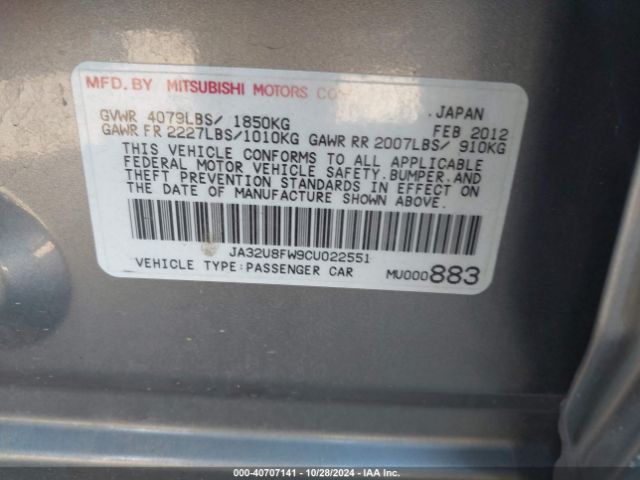 MFD. BY MITSUBISHI MOTORS CO
, JAPAN
GVWR 4079LBS/ 1850KG FEB 2012
GAWR FR 2227LBS/1010KG GAWR RR 2007LBS/ 910KG
THIS VEHICLE CONFORMS TO ALL APPLICABLE
FEDERAL MOTOR VEHICLE SAFETY.BUMPER.AND
THEFT PREVENTION STANDARDS IN EFFECT ON
THE DATE OF MANUFACTURE SHOWN ABOVE.
JA32U8FW9CU022551
VEHICLE TYPE:PASSENGER CAR MU000883
000-40707141 - 10/28/2024 - IAA Inc.